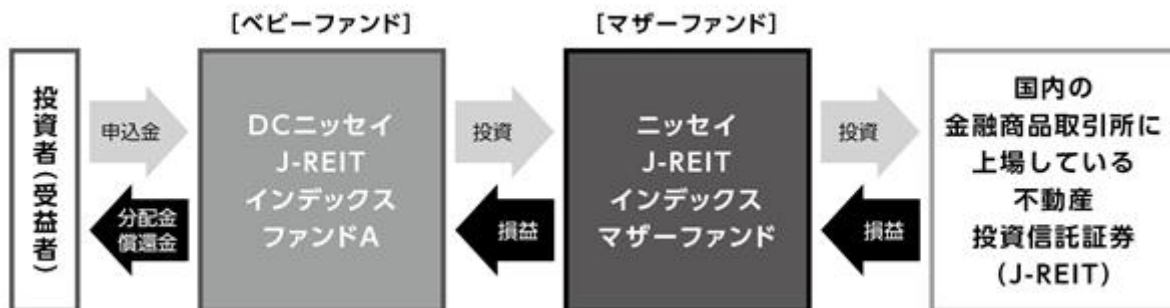 [ベビーファンド]
[マザーファンド]
投資者(受益者)
申込金
分配金
償還金
DCニッセイ
J-REIT
インデックス
ファンドA
投資
損益
ニッセイ
J-REIT
インデックス
マザーファンド
投資
損益
国内の
金融商品取引所に
上場している
不動産
投資信託証券
(J-REIT)